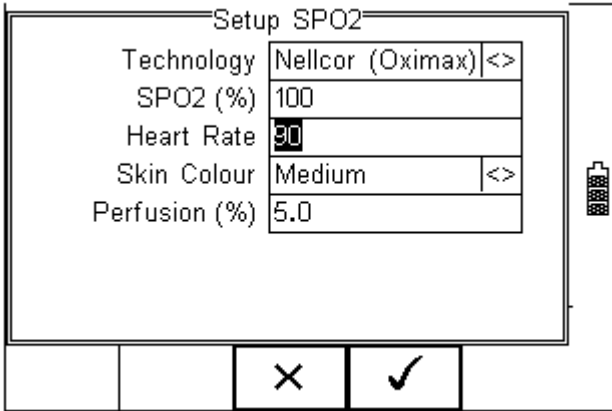 Setup SPO2
Technology Nellcor (Oximax) <>
SPO2 (%) 100
Heart Rate 90
Skin Colour Medium <>
Perfusion (%) 5.0